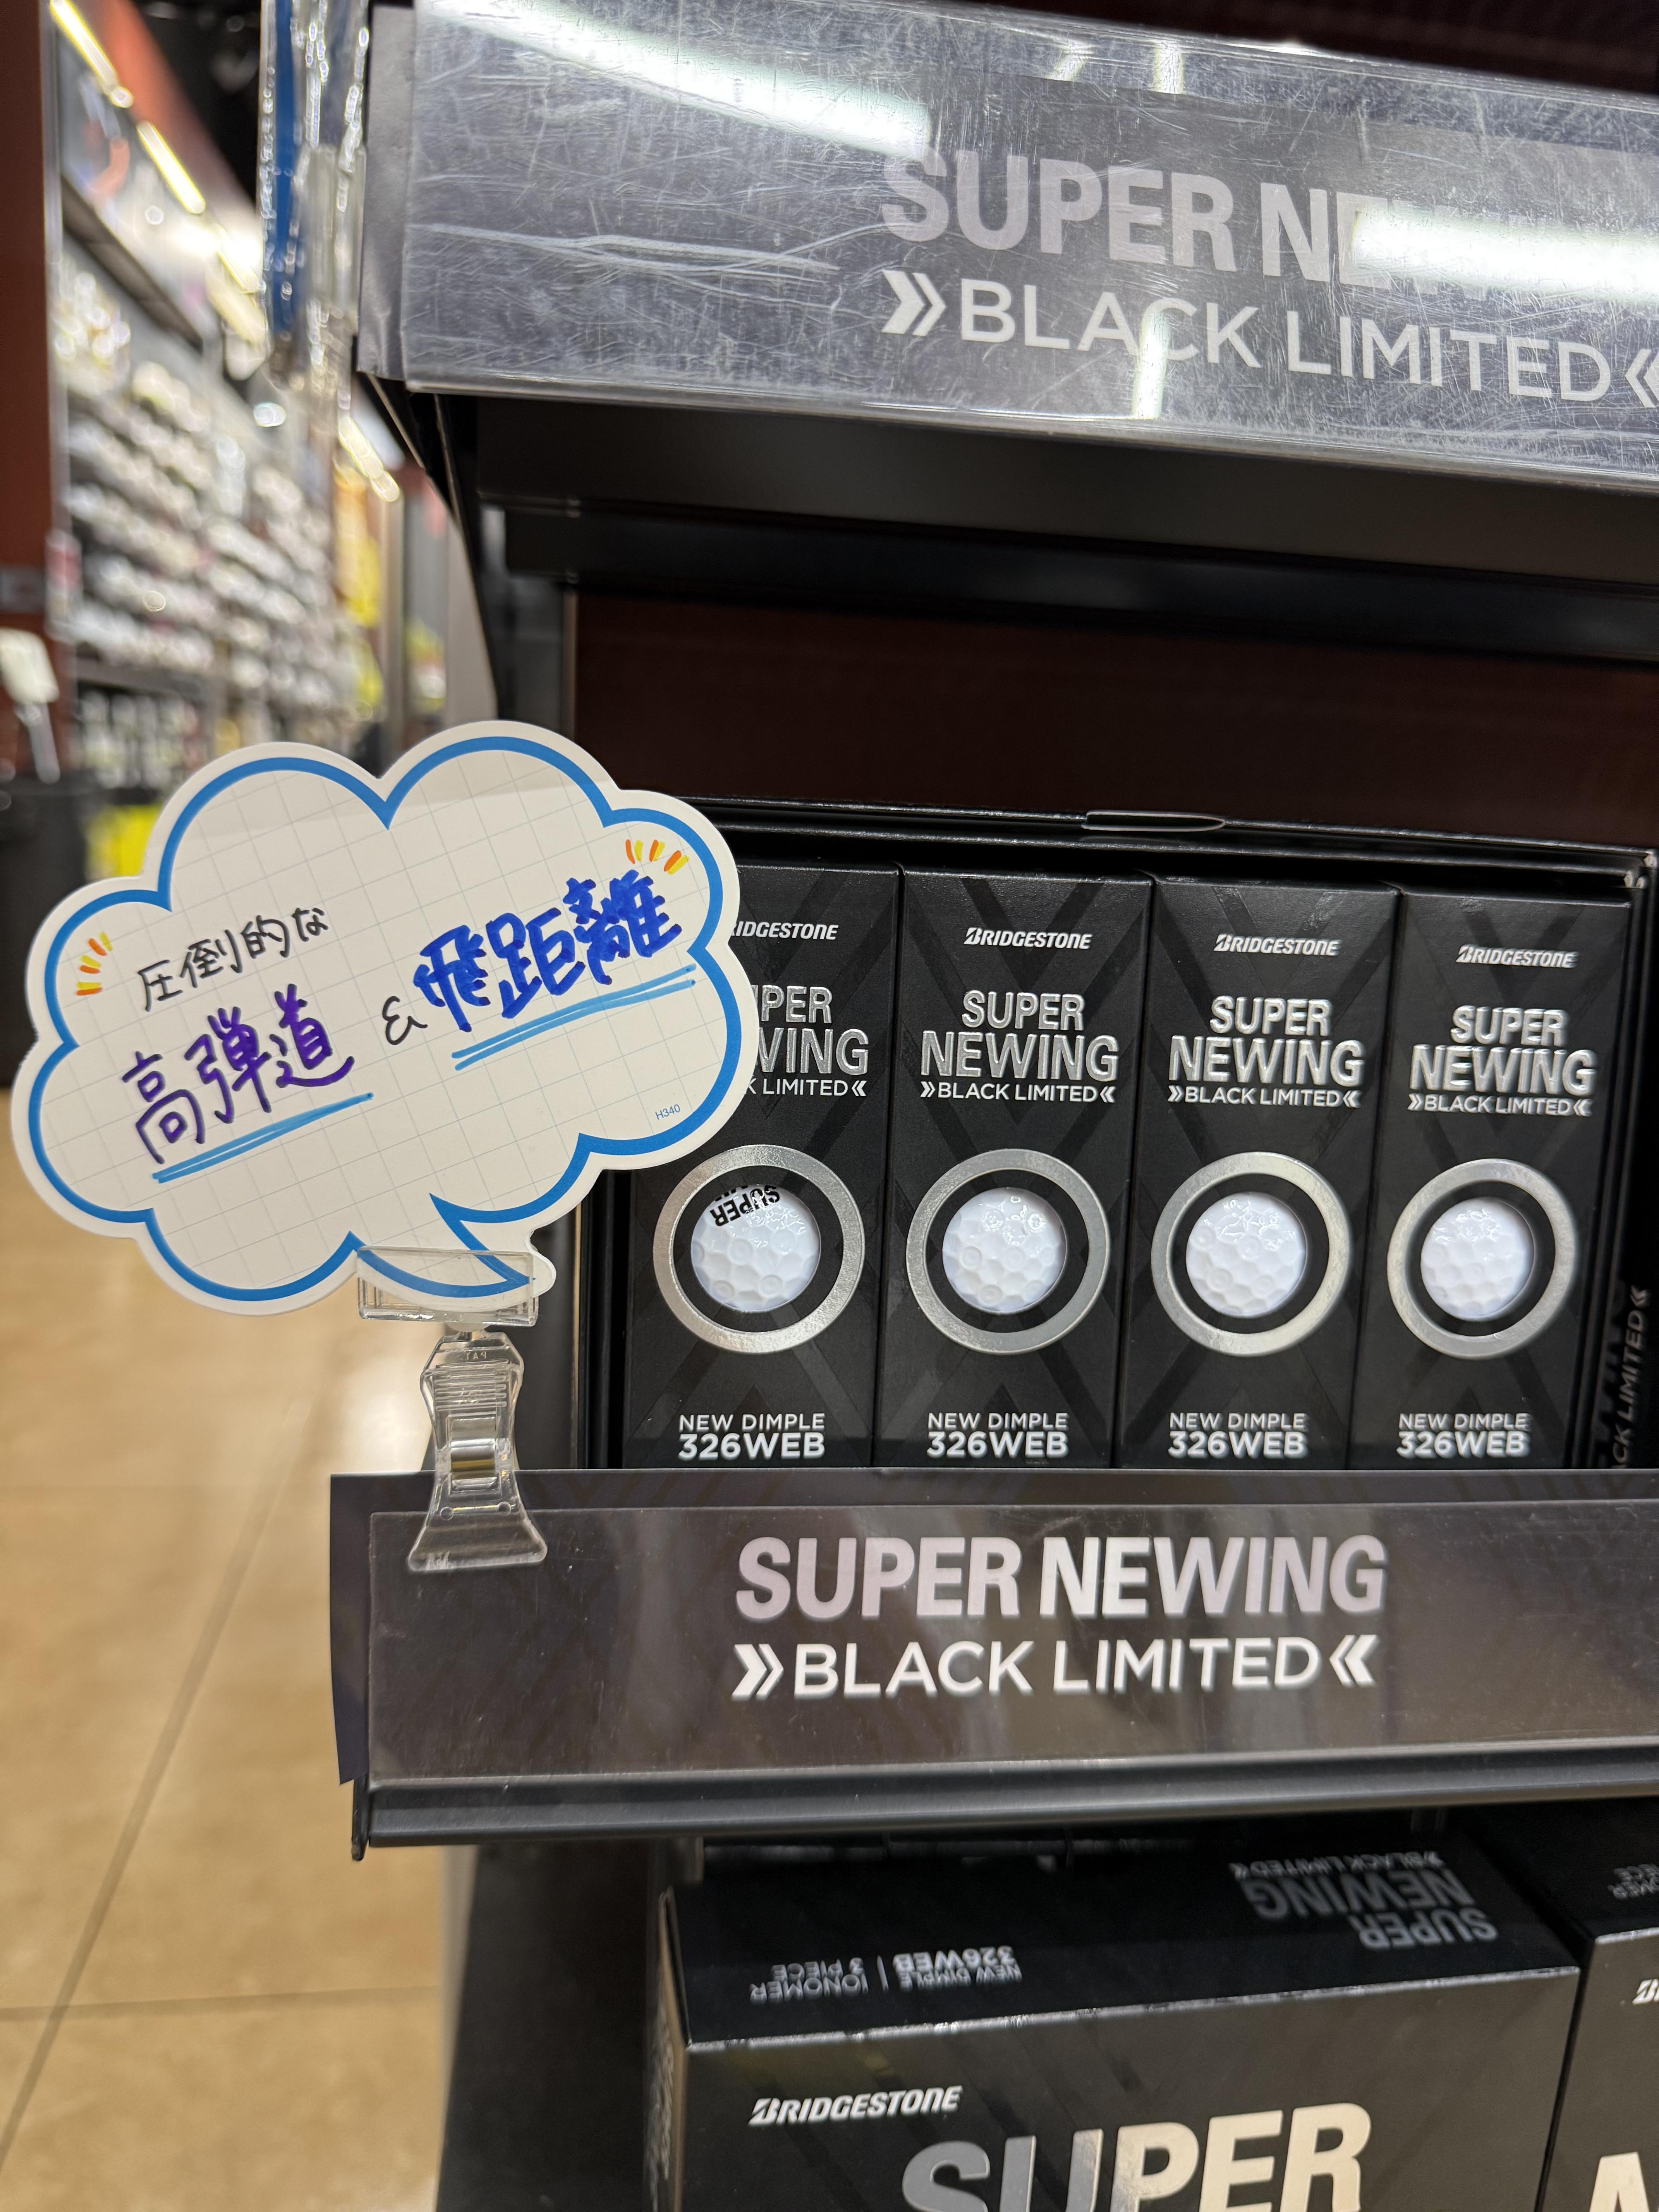 SUPER NEWING
»BLACK LIMITED«
圧倒的な
高弾道 & 飛距離
H340
BRIDGESTONE
SUPER
NEWING
»BLACK LIMITED«
SUPER
NEW DIMPLE
326WEB
BRIDGESTONE
SUPER
NEWING
»BLACK LIMITED«
NEW DIMPLE
326WEB
BRIDGESTONE
SUPER
NEWING
»BLACK LIMITED«
NEW DIMPLE
326WEB
BRIDGESTONE
SUPER
NEWING
»BLACK LIMITED«
NEW DIMPLE
326WEB
LIMITED«
SUPER NEWING
»BLACK LIMITED«
SUPER
NEWING
»BLACK LIMITED«
NEW DIMPLE
326WEB
IONOMER
3 PIECE
BRIDGESTONE
SUPER